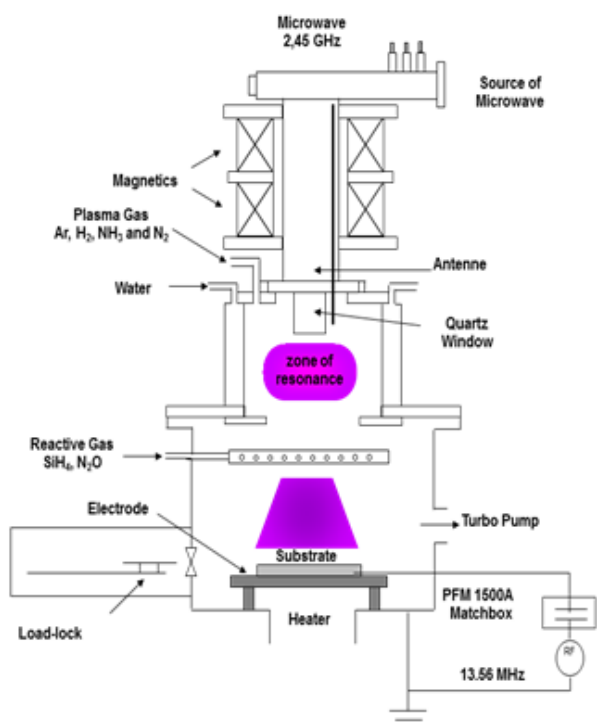 Microwave
2,45 GHz
Source of
Microwave
Magnetics
Plasma Gas
Ar, H₂, NH₃ and N₂
Antenne
Water
Quartz
Window
zone of
resonance
Reactive Gas
SiH₄, N₂O
Electrode
Turbo Pump
Substrate
PFM 1500A
Matchbox
Load-lock
Heater
RF
13.56 MHz